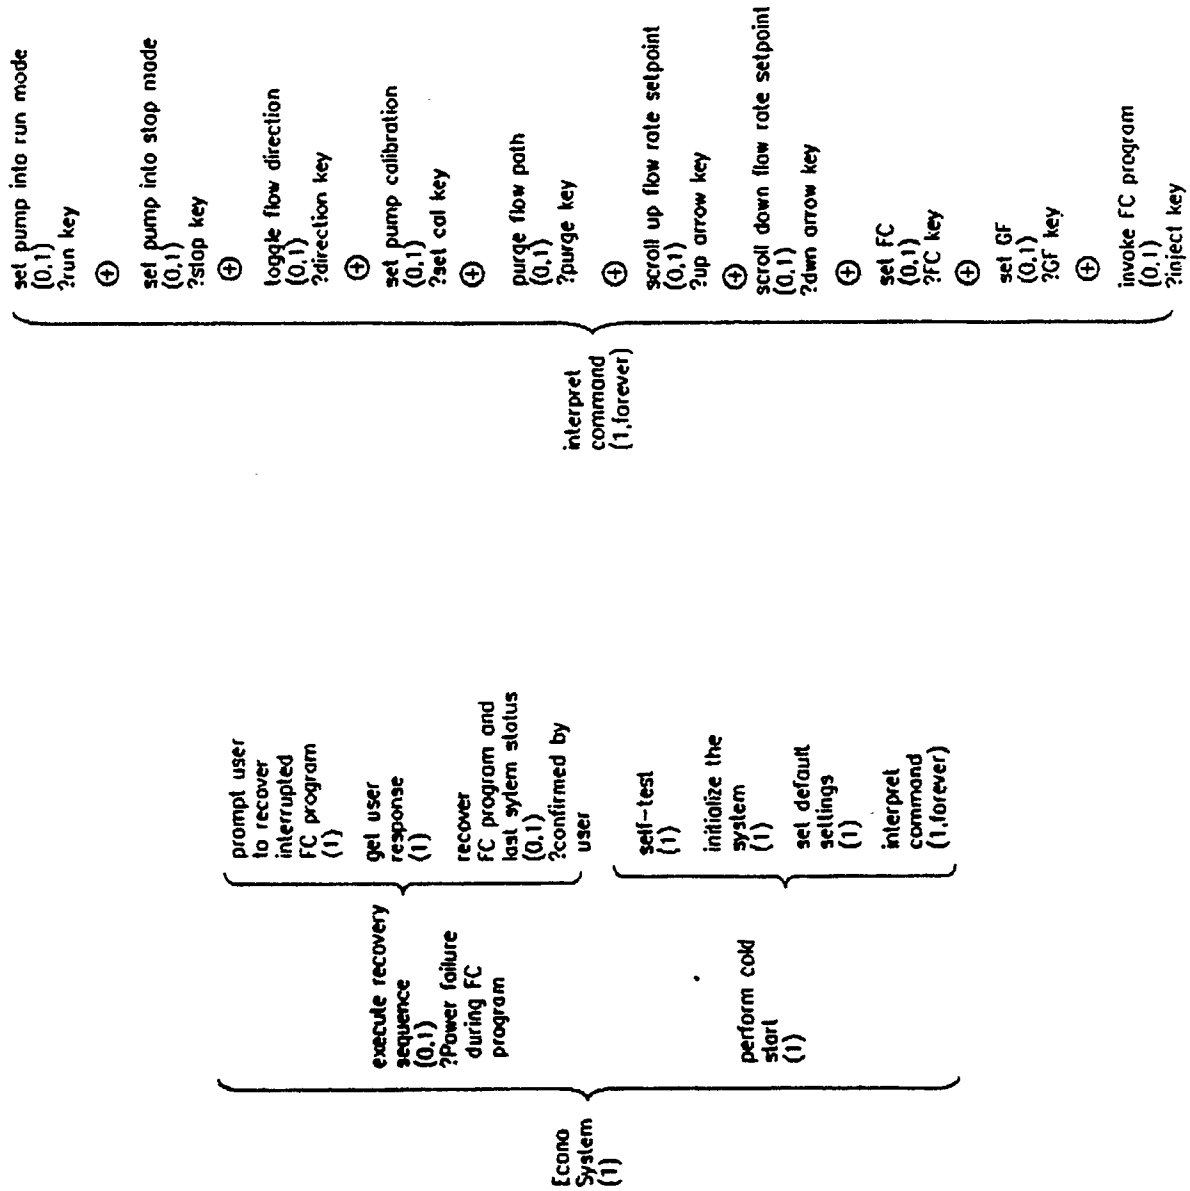 Econo
System
(1)
execute recovery
sequence
(0,1)
?Power failure
during FC
program
prompt user
to recover
interrupted
FC program
(1)
get user
response
(1)
recover
FC program and
last sytem status
(0,1)
?confirmed by
user
perform cold
start
(1)
self-test
(1)
initialize the
system
(1)
set default
settings
(1)
interpret
command
(1,forever)
interpret
command
(1,forever)
set pump into run mode
(0,1)
?run key
⊕
set pump into stop mode
(0,1)
?stop key
⊕
toggle flow direction
(0,1)
?direction key
⊕
set pump calibration
(0,1)
?set cal key
⊕
purge flow path
(0,1)
?purge key
⊕
scroll up flow rate setpoint
(0,1)
?up arrow key
⊕
scroll down flow rate setpoint
(0,1)
?dwn arrow key
⊕
set FC
(0,1)
?FC key
⊕
set GF
(0,1)
?GF key
⊕
invoke FC program
(0,1)
?inject key